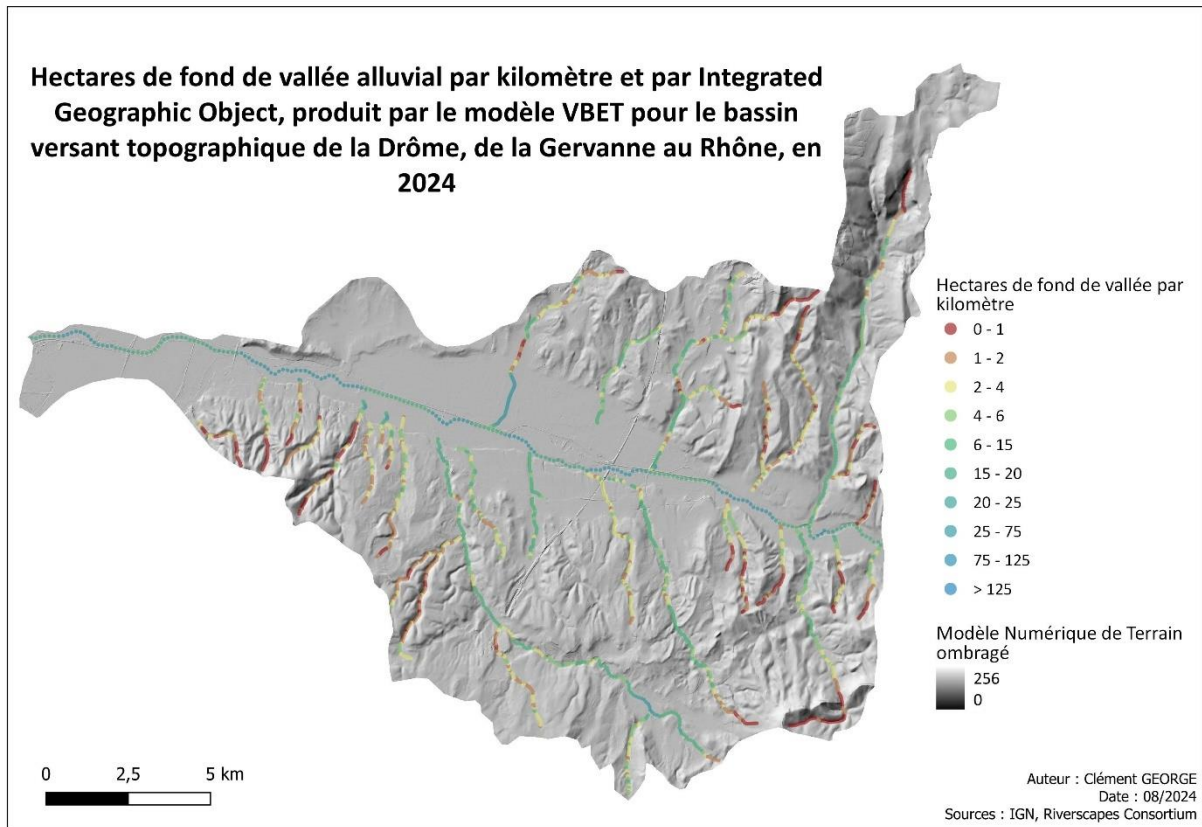 Hectares de fond de vallée alluvial par kilomètre et par Integrated
Geographic Object, produit par le modèle VBET pour le bassin
versant topographique de la Drôme, de la Gervanne au Rhône, en
2024
Hectares de fond de vallée par
kilomètre
0 - 1
1 - 2
2 - 4
4 - 6
6 - 15
15 - 20
20 - 25
25 - 75
75 - 125
> 125
Modèle Numérique de Terrain
ombragé
256
0
0 2,5 5 km
Auteur : Clément GEORGE
Date : 08/2024
Sources : IGN, Riverscapes Consortium